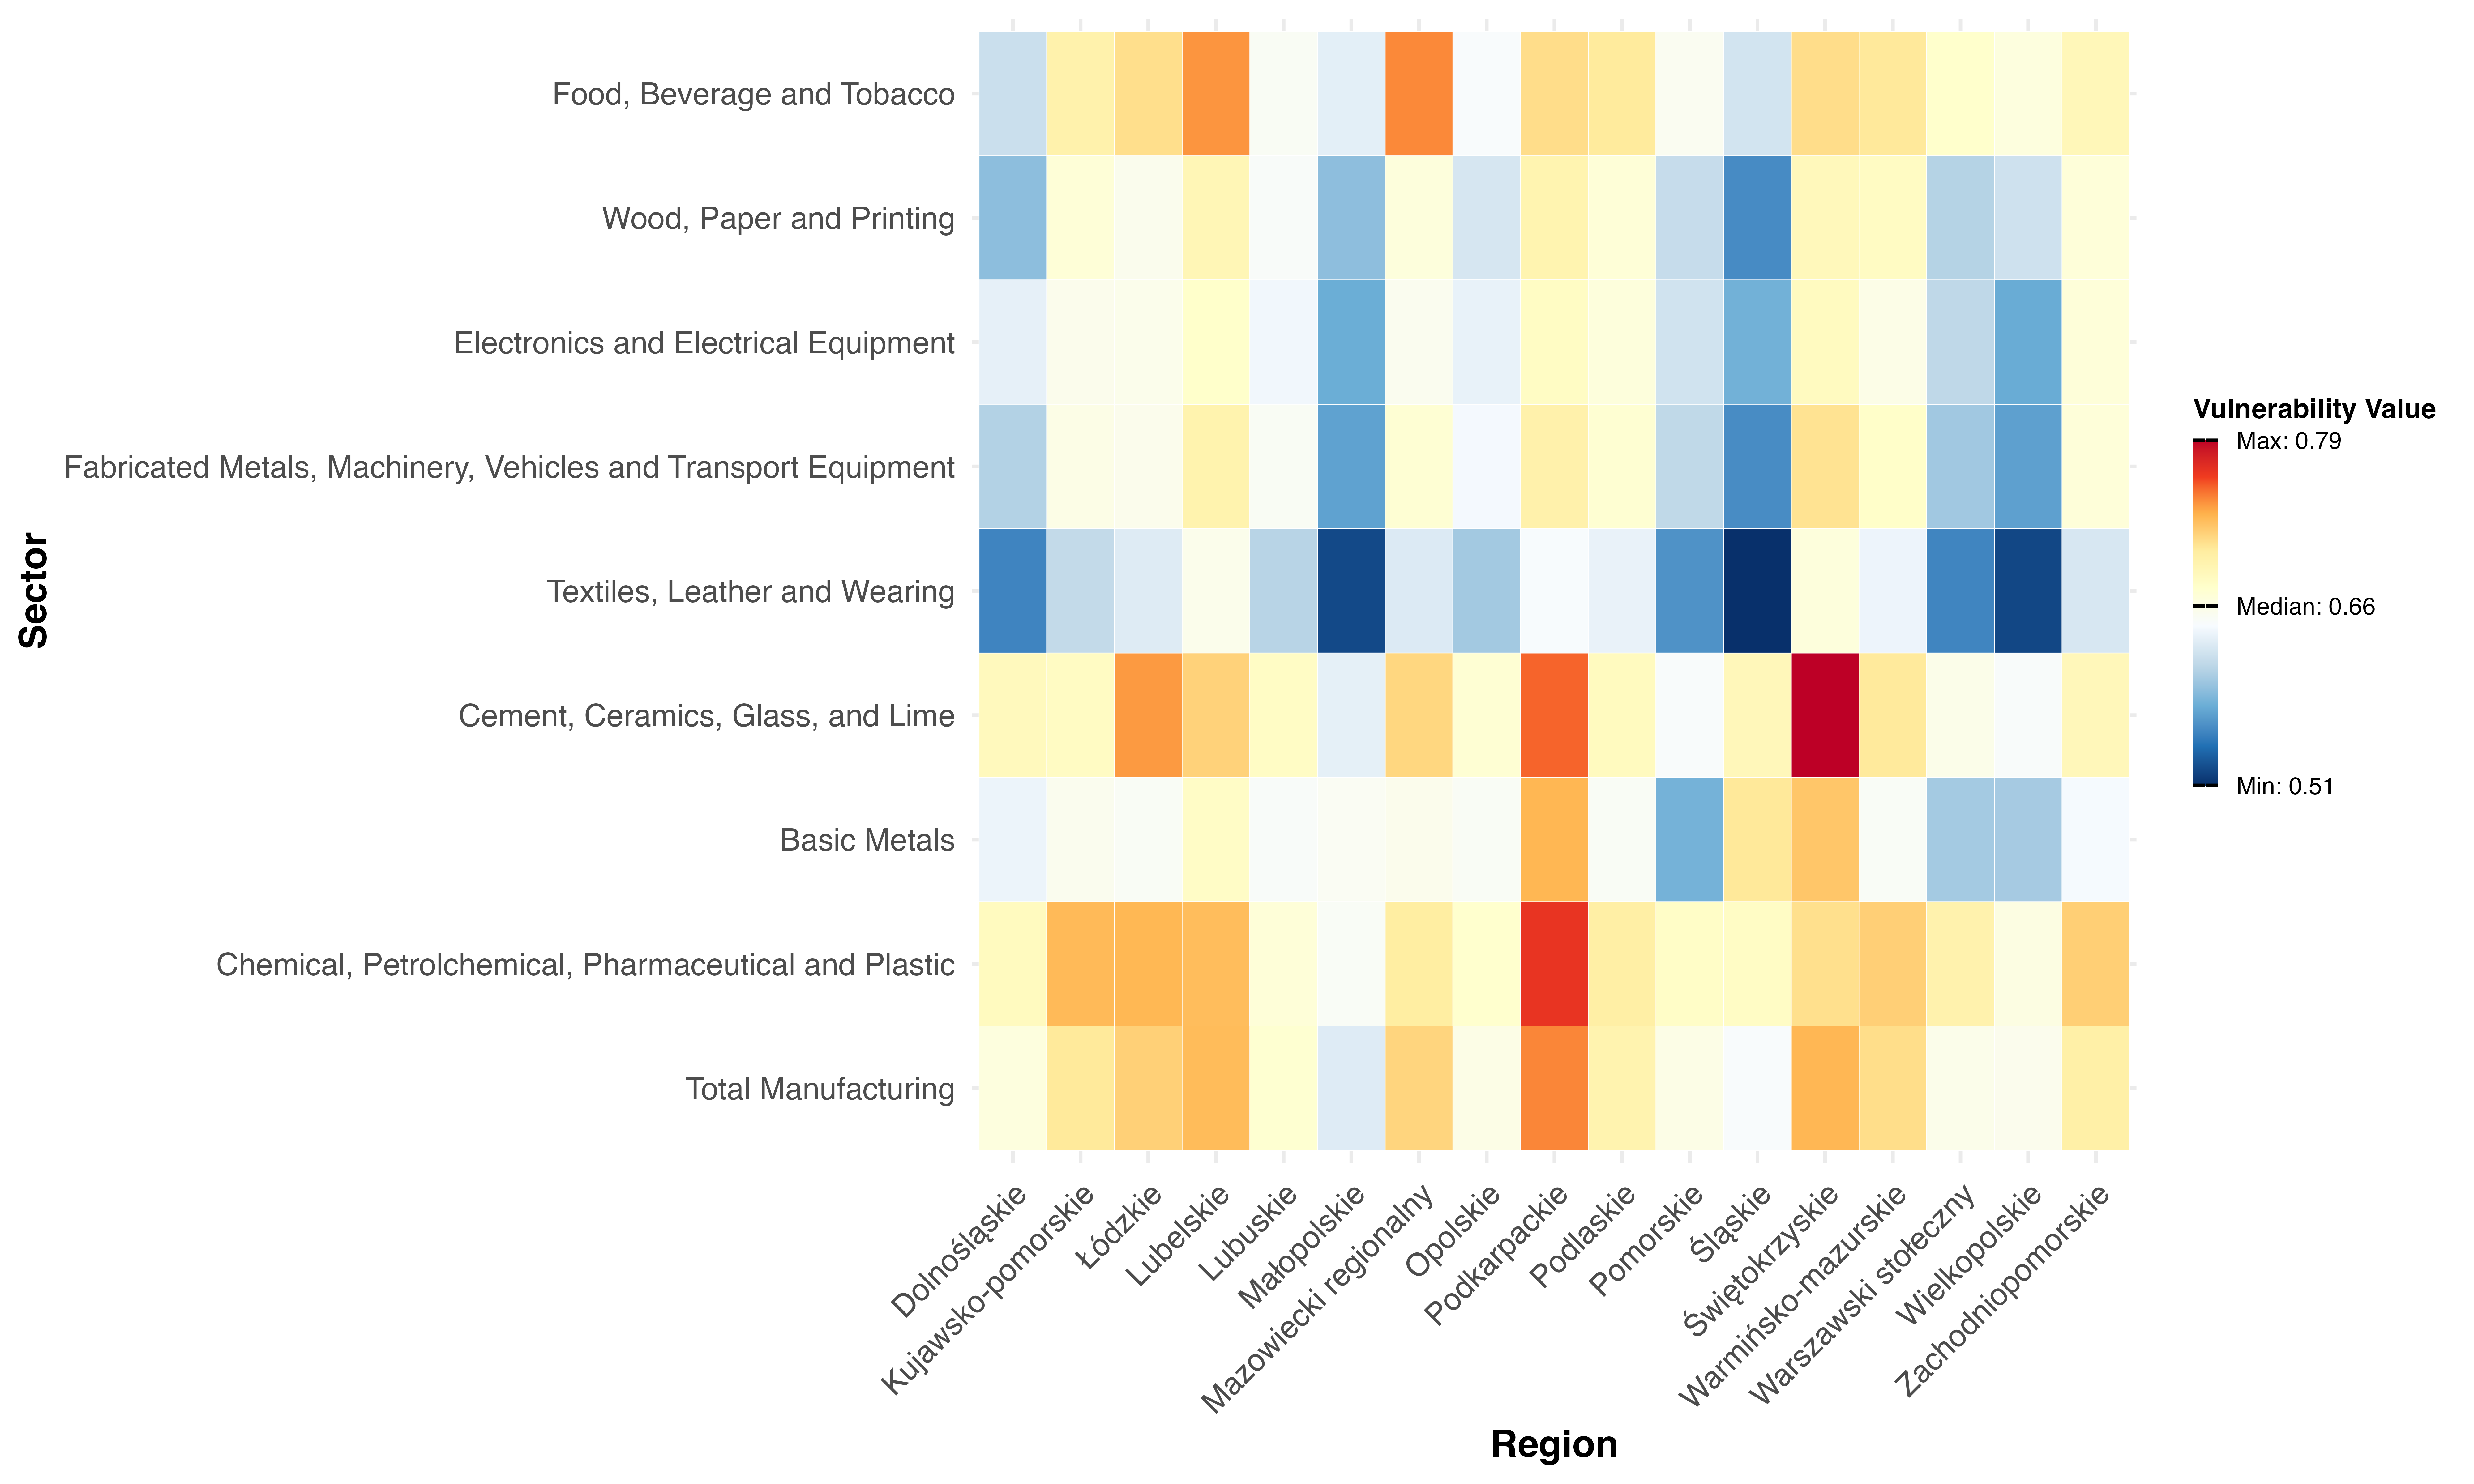 Sector
Food, Beverage and Tobacco
Wood, Paper and Printing
Electronics and Electrical Equipment
Fabricated Metals, Machinery, Vehicles and Transport Equipment
Textiles, Leather and Wearing
Cement, Ceramics, Glass, and Lime
Basic Metals
Chemical, Petrolchemical, Pharmaceutical and Plastic
Total Manufacturing
Dolnośląskie
Kujawsko-pomorskie
Łódzkie
Lubelskie
Lubuskie
Małopolskie
Mazowiecki regionalny
Opolskie
Podkarpackie
Podlaskie
Pomorskie
Śląskie
Świętokrzyskie
Warmińsko-mazurskie
Warszawski stołeczny
Wielkopolskie
Zachodniopomorskie
Region
Vulnerability Value
Max: 0.79
Median: 0.66
Min: 0.51